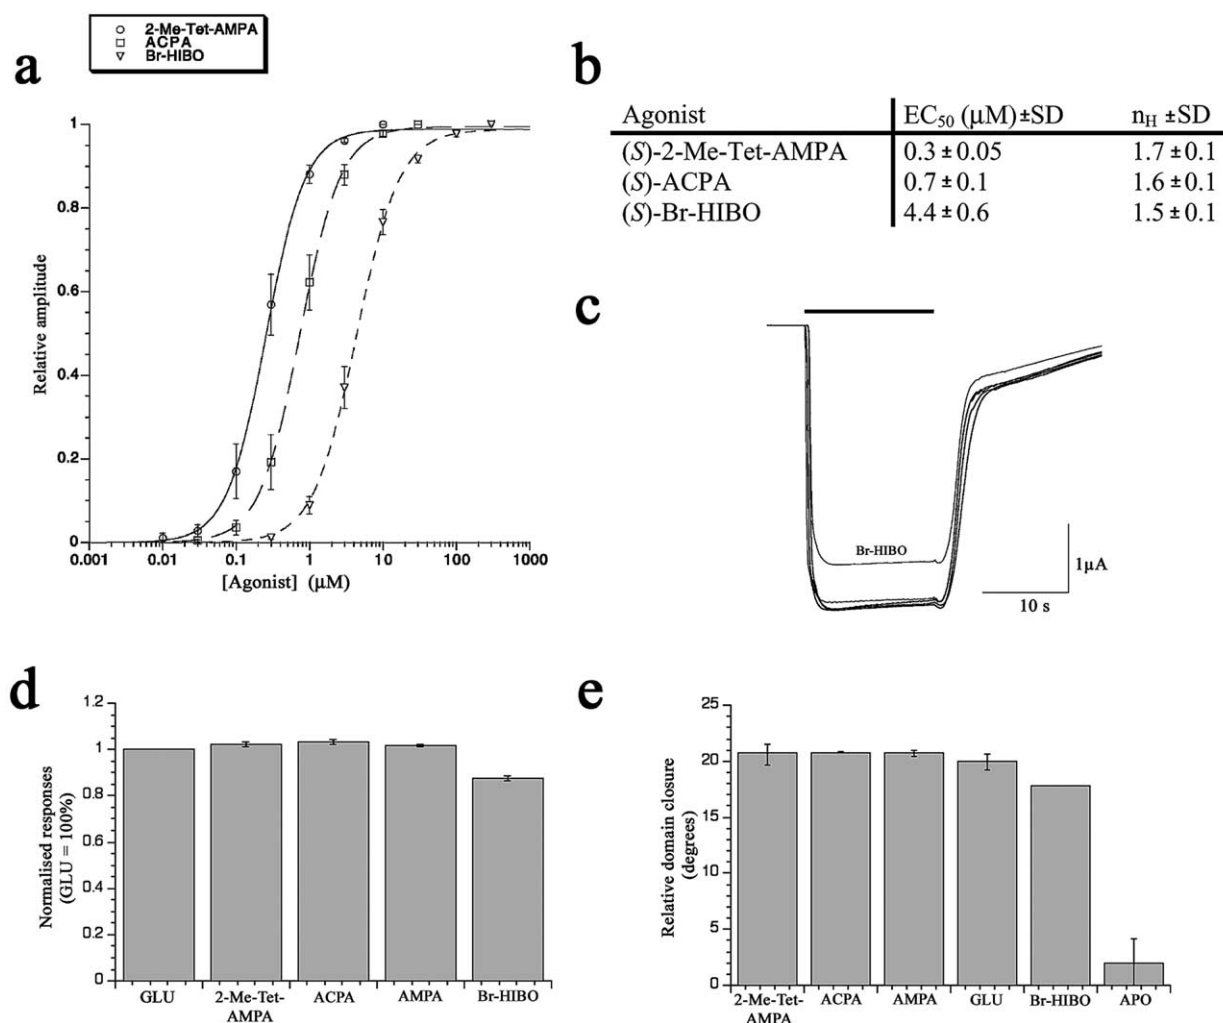 2-Me-Tet-AMPA
ACPA
Br-HIBO
a
1
0.8
0.6
0.4
0.2
0
0.001
0.01
0.1
1
10
100
1000
Relative amplitude
[Agonist] (µM)
b
Agonist EC50 (µM)±SD nH ±SD
(S)-2-Me-Tet-AMPA 0.3 ± 0.05 1.7 ± 0.1
(S)-ACPA 0.7 ± 0.1 1.6 ± 0.1
(S)-Br-HIBO 4.4 ± 0.6 1.5 ± 0.1
c
Br-HIBO
1µA
10 s
d
1.2
1
0.8
0.6
0.4
0.2
0
Normalised responses
(GLU = 100%)
GLU
2-Me-Tet-
AMPA
ACPA
AMPA
Br-HIBO
e
25
20
15
10
5
0
Relative domain closure
(degrees)
2-Me-Tet-
AMPA
ACPA
AMPA
GLU
Br-HIBO
APO